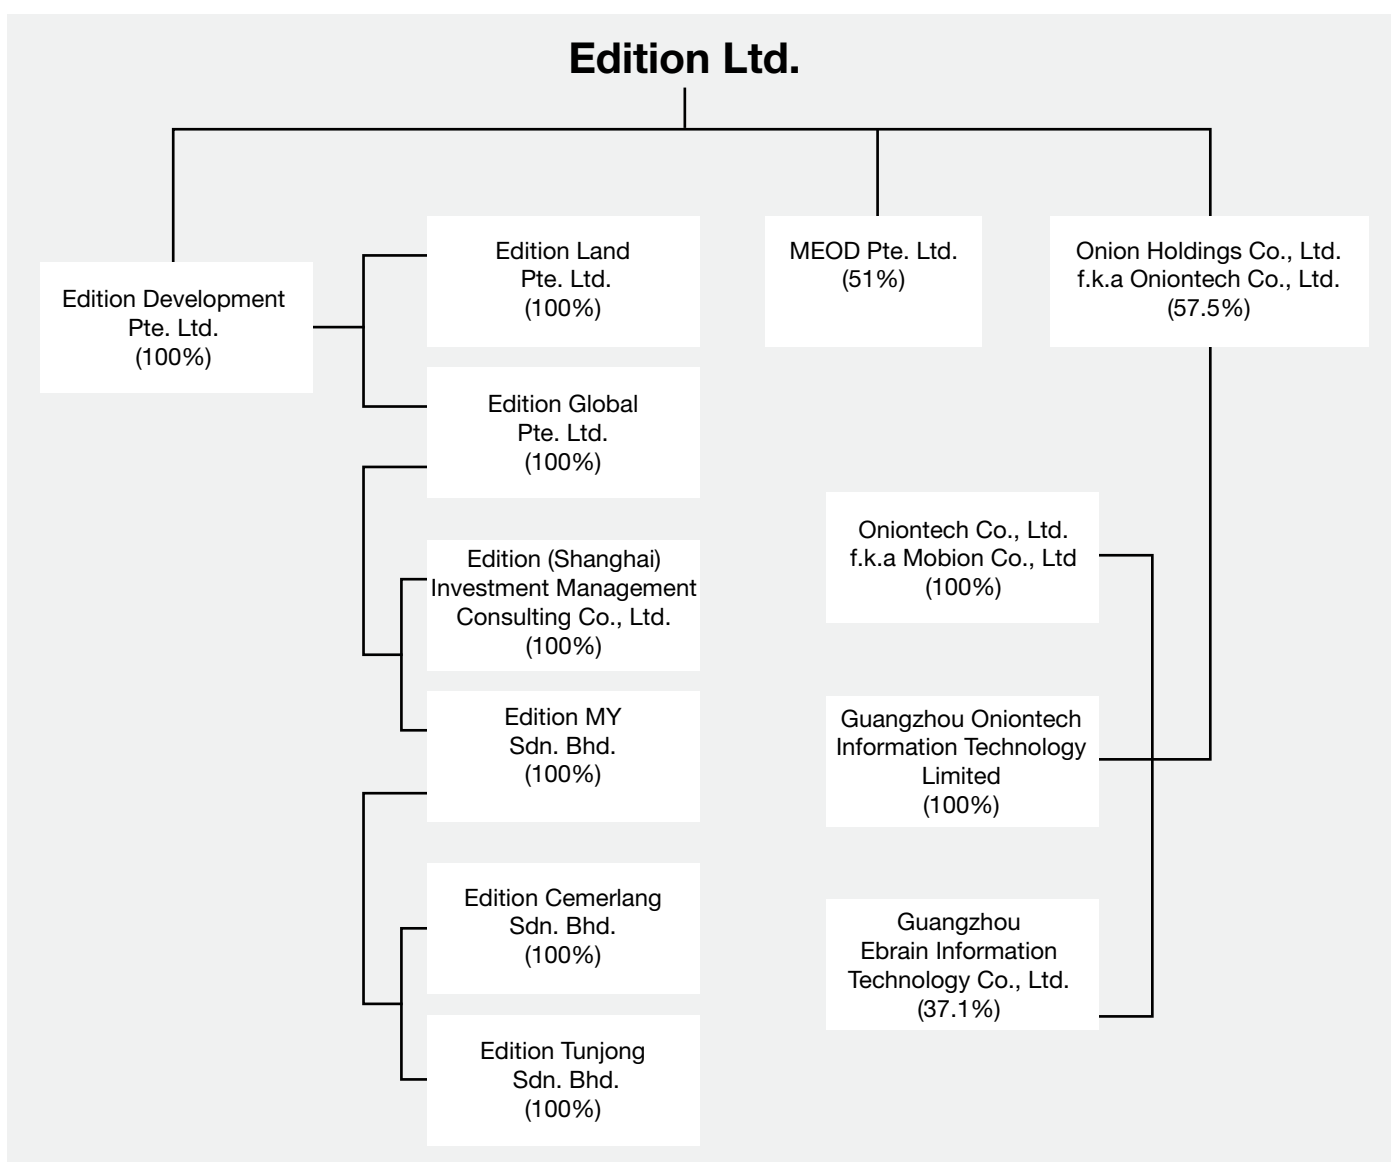 Edition Ltd.
Edition Development
Pte. Ltd.
(100%)
Edition Land
Pte. Ltd.
(100%)
Edition Global
Pte. Ltd.
(100%)
Edition (Shanghai)
Investment Management
Consulting Co., Ltd.
(100%)
Edition MY
Sdn. Bhd.
(100%)
Edition Cemerlang
Sdn. Bhd.
(100%)
Edition Tunjong
Sdn. Bhd.
(100%)
MEOD Pte. Ltd.
(51%)
Onion Holdings Co., Ltd.
f.k.a Oniontech Co., Ltd.
(57.5%)
Oniontech Co., Ltd.
f.k.a Mobion Co., Ltd
(100%)
Guangzhou Oniontech
Information Technology
Limited
(100%)
Guangzhou
Ebrain Information
Technology Co., Ltd.
(37.1%)